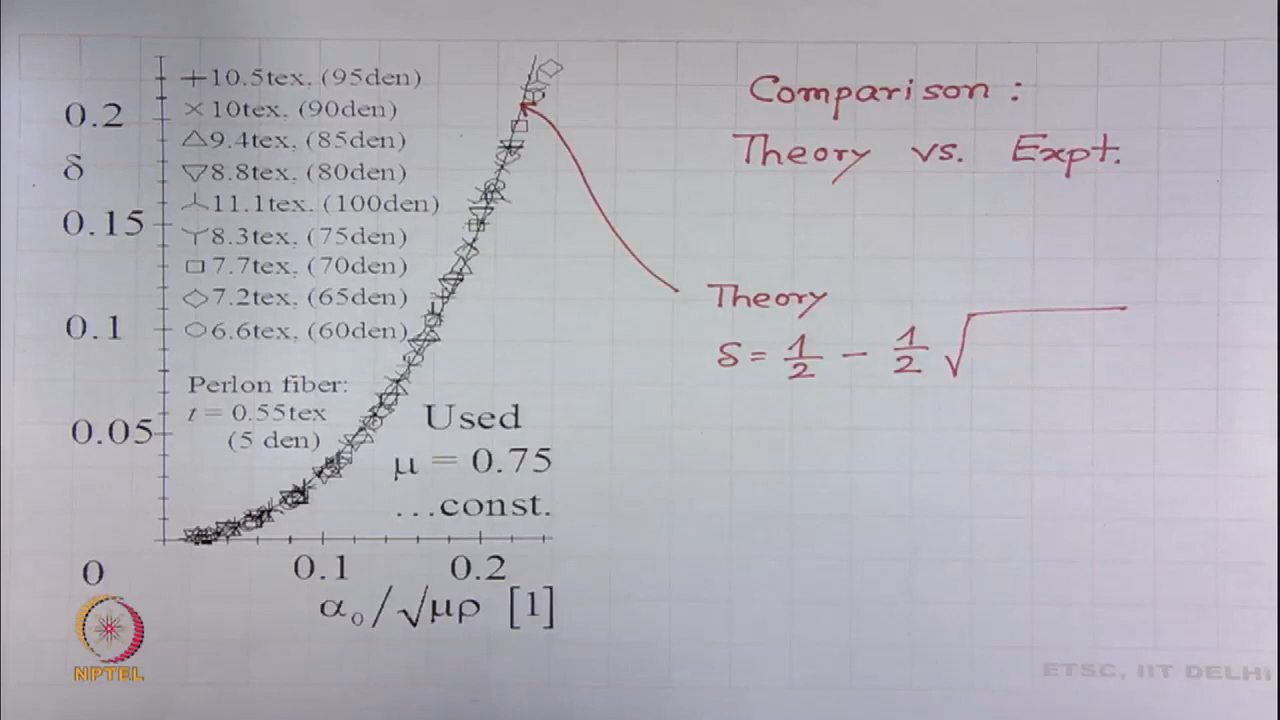 +10.5tex. (95den)
×10tex. (90den)
△9.4tex. (85den)
▽8.8tex. (80den)
⅄11.1tex. (100den)
Y8.3tex. (75den)
□7.7tex. (70den)
◇7.2tex. (65den)
○6.6tex. (60den)
Perlon fiber:
t = 0.55tex
(5 den)
Used
μ = 0.75
...const.
0.2
δ
0.15
0.1
0.05
0
0.1 0.2
α₀/√μρ [1]
Comparison :
Theory vs. Expt.
Theory
δ = 1/2 − 1/2 √
NPTEL
ETSC, IIT DELHI